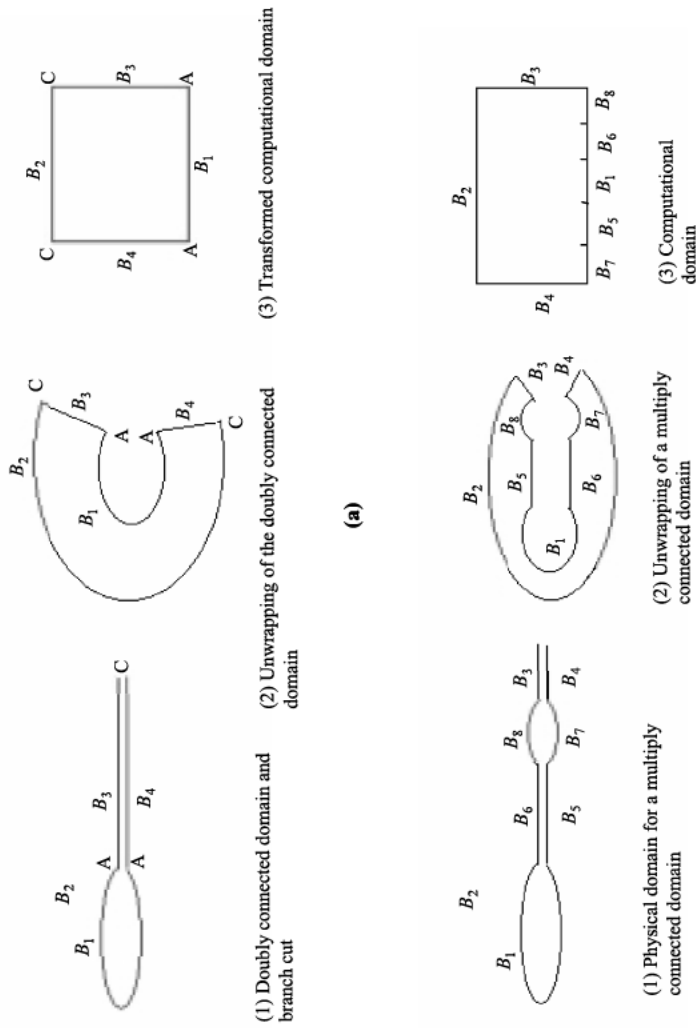 B₂
B₁
A
B₃
C
A
B₄
(1) Doubly connected domain and
branch cut
B₂
C
B₃
B₁
A
A
B₄
C
(2) Unwrapping of the doubly connected
domain
C B₂ C
B₄ B₃
A B₁ A
(3) Transformed computational domain
(a)
B₂
B₁
B₆ B₈ B₃
B₅ B₇ B₄
(1) Physical domain for a multiply
connected domain
B₂
B₈ B₃
B₅ B₄
B₁
B₆ B₇
(2) Unwrapping of a multiply
connected domain
B₂
B₄ B₃
B₇ B₅ B₁ B₆ B₈
(3) Computational
domain